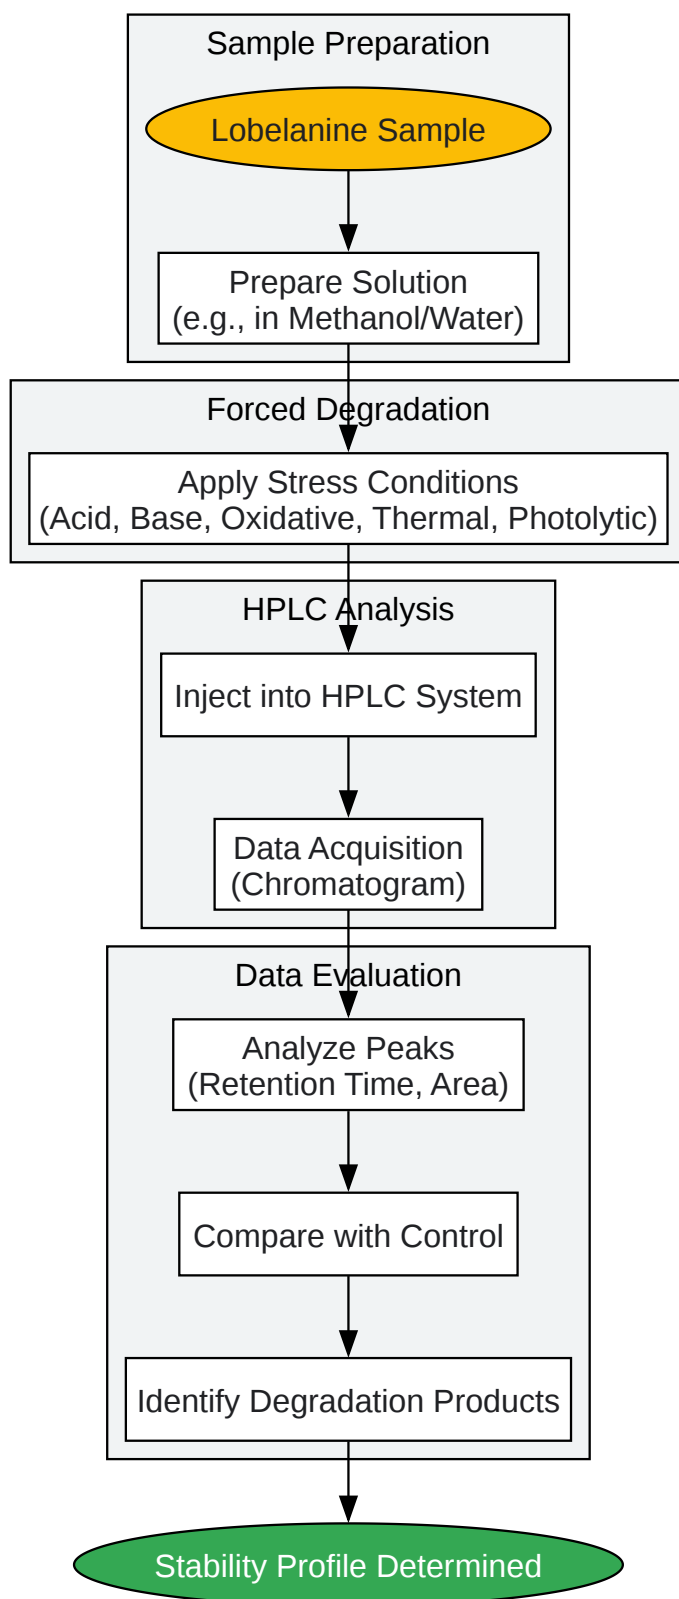 Sample Preparation
Lobelanine Sample
Prepare Solution
(e.g., in Methanol/Water)
Forced Degradation
Apply Stress Conditions
(Acid, Base, Oxidative, Thermal, Photolytic)
HPLC Analysis
Inject into HPLC System
Data Acquisition
(Chromatogram)
Data Evaluation
Analyze Peaks
(Retention Time, Area)
Compare with Control
Identify Degradation Products
Stability Profile Determined